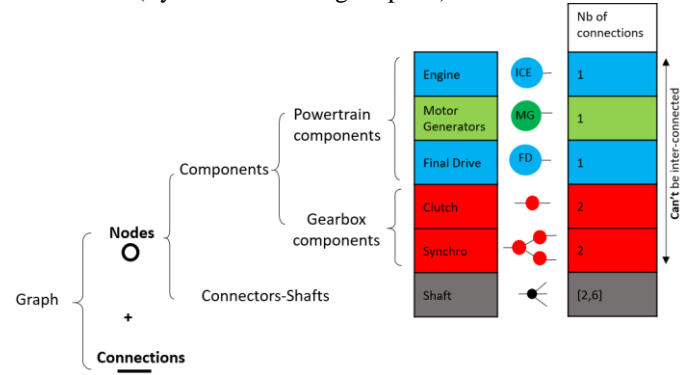 Nb of
connections
Engine
ICE
1
Powertrain
components
Motor
Generators
MG
1
Components
Final Drive
FD
1
Can't be inter-connected
Gearbox
components
Clutch
2
Nodes
Synchro
2
Graph
Connectors-Shafts
Shaft
[2,6]
+
Connections